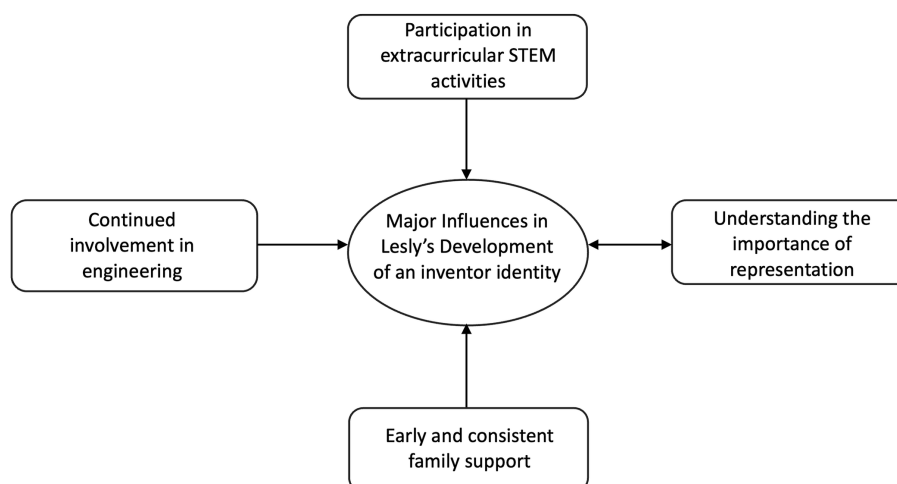 Participation in
extracurricular STEM
activities
Continued
involvement in
engineering
Major Influences in
Lesly's Development
of an inventor identity
Understanding the
importance of
representation
Early and consistent
family support